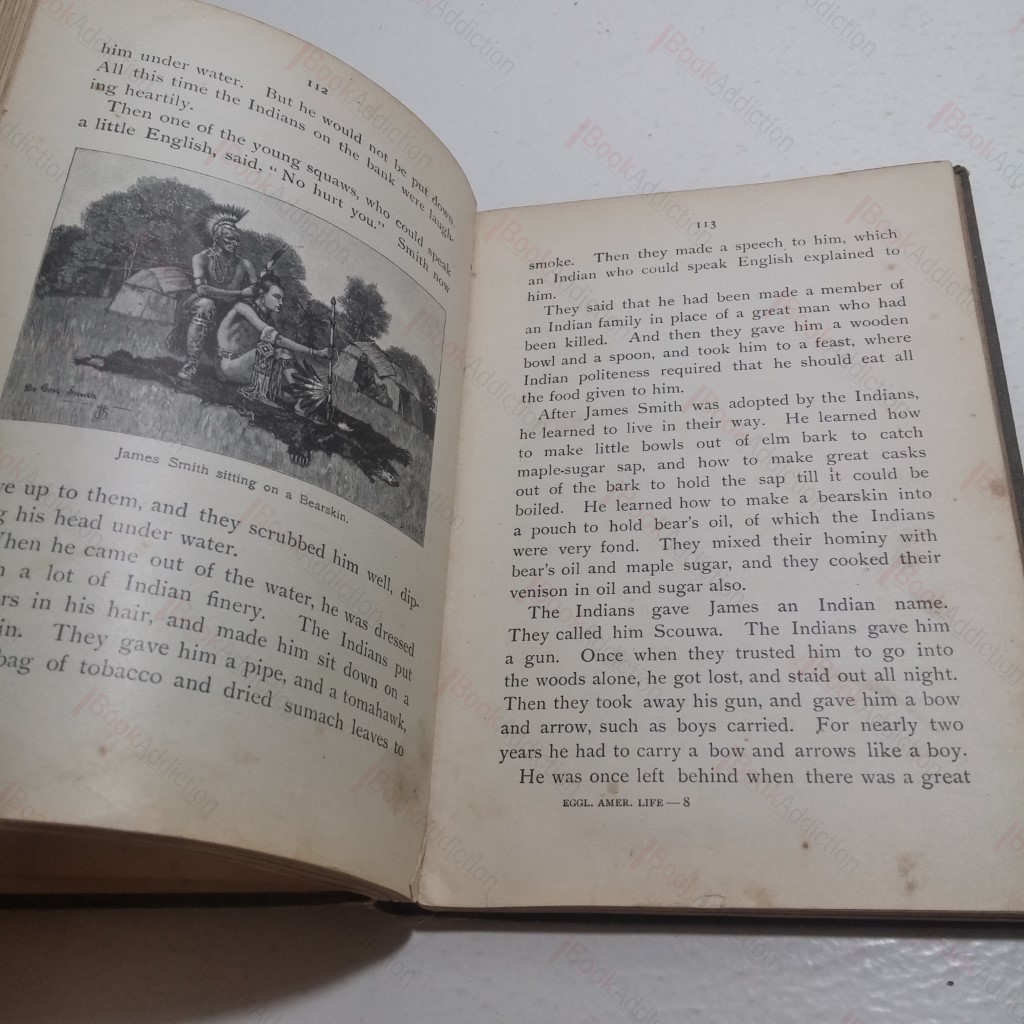 112
him under water. But he would not be put down
All this time the Indians on the bank were laugh-
ing heartily.
Then one of the young squaws, who could speak
a little English, said, "No hurt you." Smith now
James Smith sitting on a Bearskin.
up to them, and they scrubbed him well, dip-
his head under water.
When he came out of the water, he was dressed
a lot of Indian finery. The Indians put
in his hair, and made him sit down on a
They gave him a pipe, and a tomahawk,
bag of tobacco and dried sumach leaves to
113
smoke. Then they made a speech to him, which
an Indian who could speak English explained to
him.
They said that he had been made a member of
an Indian family in place of a great man who had
been killed. And then they gave him a wooden
bowl and a spoon, and took him to a feast, where
Indian politeness required that he should eat all
the food given to him.
After James Smith was adopted by the Indians,
he learned to live in their way. He learned how
to make little bowls out of elm bark to catch
maple-sugar sap, and how to make great casks
out of the bark to hold the sap till it could be
boiled. He learned how to make a bearskin into
a pouch to hold bear's oil, of which the Indians
were very fond. They mixed their hominy with
bear's oil and maple sugar, and they cooked their
venison in oil and sugar also.
The Indians gave James an Indian name.
They called him Scouwa. The Indians gave him
a gun. Once when they trusted him to go into
the woods alone, he got lost, and staid out all night.
Then they took away his gun, and gave him a bow
and arrow, such as boys carried. For nearly two
years he had to carry a bow and arrows like a boy.
He was once left behind when there was a great
EGGL. AMER. LIFE — 8
BookAddiction